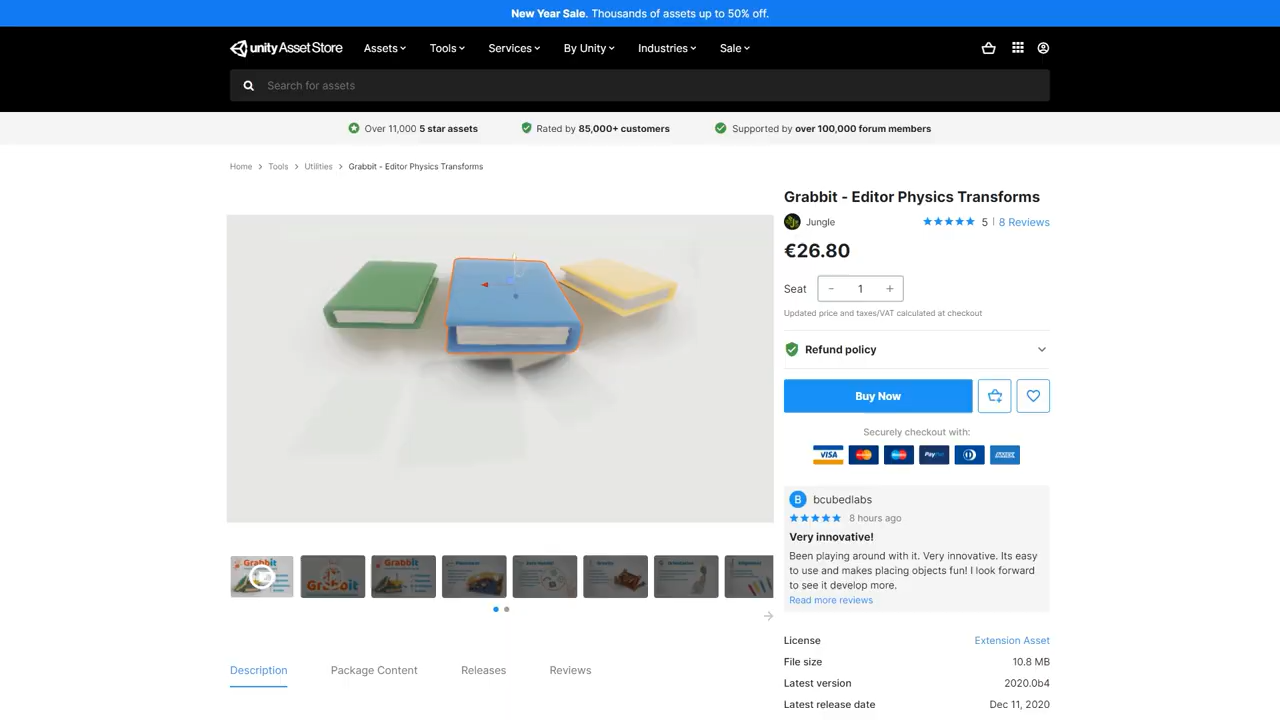 New Year Sale. Thousands of assets up to 50% off.
unity Asset Store
Assets Tools Services By Unity Industries Sale
Search for assets
Over 11,000 5 star assets Rated by 85,000+ customers Supported by over 100,000 forum members
Home > Tools > Utilities > Grabbit - Editor Physics Transforms
Grabbit - Editor Physics Transforms
Jungle 5 | 8 Reviews
€26.80
Seat - 1 +
Updated price and taxes/VAT calculated at checkout
Refund policy
Buy Now
Securely checkout with:
VISA PayPal
B bcubedlabs
8 hours ago
Very innovative!
Been playing around with it. Very innovative. Its easy
to use and makes placing objects fun! I look forward
to see it develop more.
Read more reviews
Grabbit Grabbit Grabbit
License Extension Asset
File size 10.8 MB
Latest version 2020.0b4
Latest release date Dec 11, 2020
Description Package Content Releases Reviews